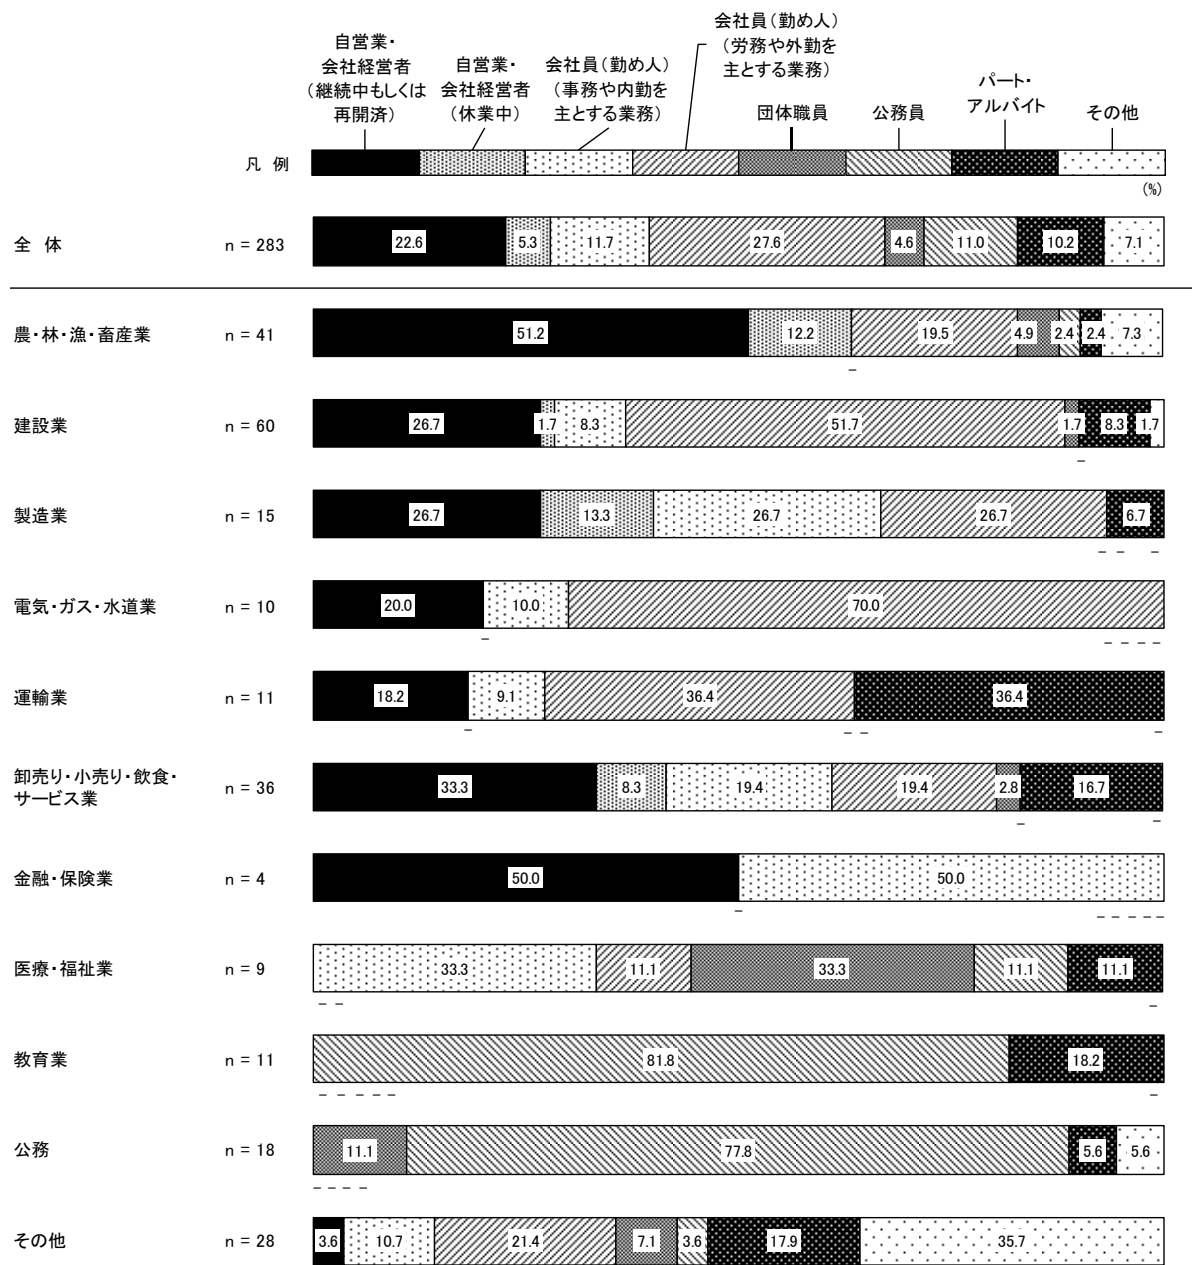 自営業・
会社経営者
（継続中もしくは
再開済）
自営業・
会社経営者
（休業中）
会社員（勤め人）
（事務や内勤を
主とする業務）
会社員（勤め人）
（労務や外勤を
主とする業務）
団体職員
公務員
パート・
アルバイト
その他
凡 例
(%)
全 体 n = 283 22.6 5.3 11.7 27.6 4.6 11.0 10.2 7.1
農・林・漁・畜産業 n = 41 51.2 12.2 19.5 4.9 2.4 2.4 7.3
–
建設業 n = 60 26.7 1.7 8.3 51.7 1.7 8.3 1.7
–
製造業 n = 15 26.7 13.3 26.7 26.7 6.7
– – –
電気・ガス・水道業 n = 10 20.0 10.0 70.0
– – – – –
運輸業 n = 11 18.2 9.1 36.4 36.4
– – – –
卸売り・小売り・飲食・
サービス業 n = 36 33.3 8.3 19.4 19.4 2.8 16.7
– –
金融・保険業 n = 4 50.0 50.0
– – – – – –
医療・福祉業 n = 9 33.3 11.1 33.3 11.1 11.1
– – –
教育業 n = 11 81.8 18.2
– – – – – –
公務 n = 18 11.1 77.8 5.6 5.6
– – – –
その他 n = 28 3.6 10.7 21.4 7.1 3.6 17.9 35.7